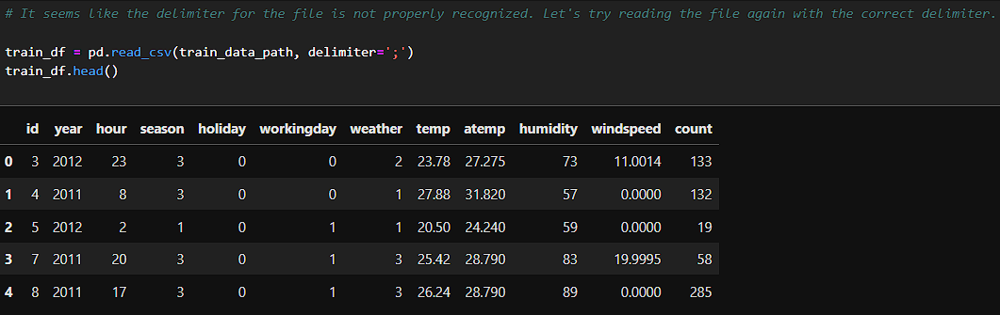 # It seems like the delimiter for the file is not properly recognized. Let's try reading the file again with the correct delimiter.
train_df = pd.read_csv(train_data_path, delimiter=';')
train_df.head()
id year hour season holiday workingday weather temp atemp humidity windspeed count
0 3 2012 23 3 0 0 2 23.78 27.275 73 11.0014 133
1 4 2011 8 3 0 0 1 27.88 31.820 57 0.0000 132
2 5 2012 2 1 0 1 1 20.50 24.240 59 0.0000 19
3 7 2011 20 3 0 1 3 25.42 28.790 83 19.9995 58
4 8 2011 17 3 0 1 3 26.24 28.790 89 0.0000 285